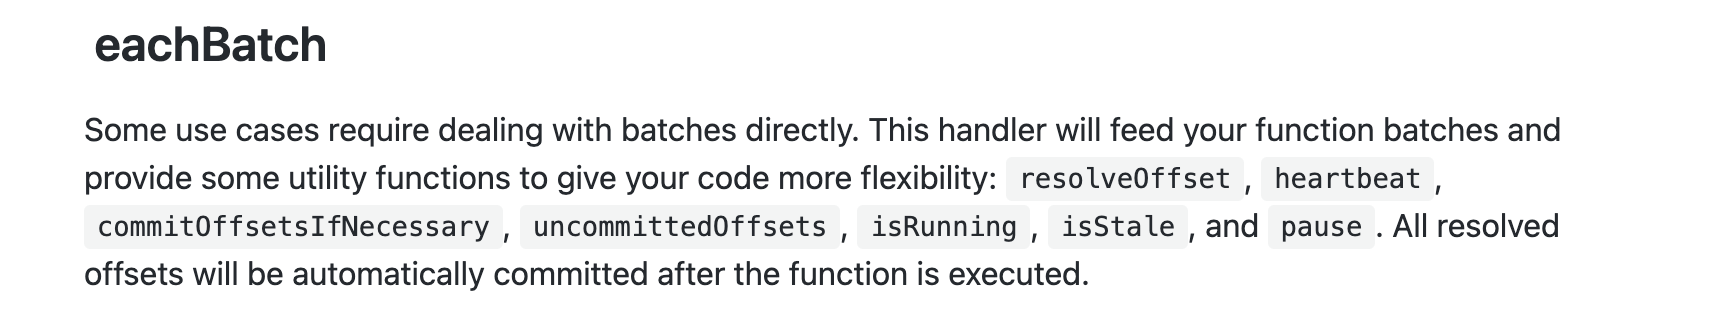 eachBatch
Some use cases require dealing with batches directly. This handler will feed your function batches and
provide some utility functions to give your code more flexibility: resolveOffset, heartbeat,
commitOffsetsIfNecessary, uncommittedOffsets, isRunning, isStale, and pause. All resolved
offsets will be automatically committed after the function is executed.